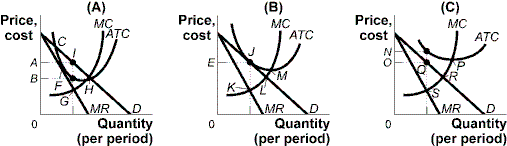 (A)
Price,
cost
MC
ATC
C
I
A
B
F
H
G
0
MR
D
Quantity
(per period)
(B)
Price,
cost
MC
ATC
J
E
M
K
L
0
MR
D
Quantity
(per period)
(C)
Price,
cost
MC
ATC
N
O
Q
P
R
S
0
MR
D
Quantity
(per period)